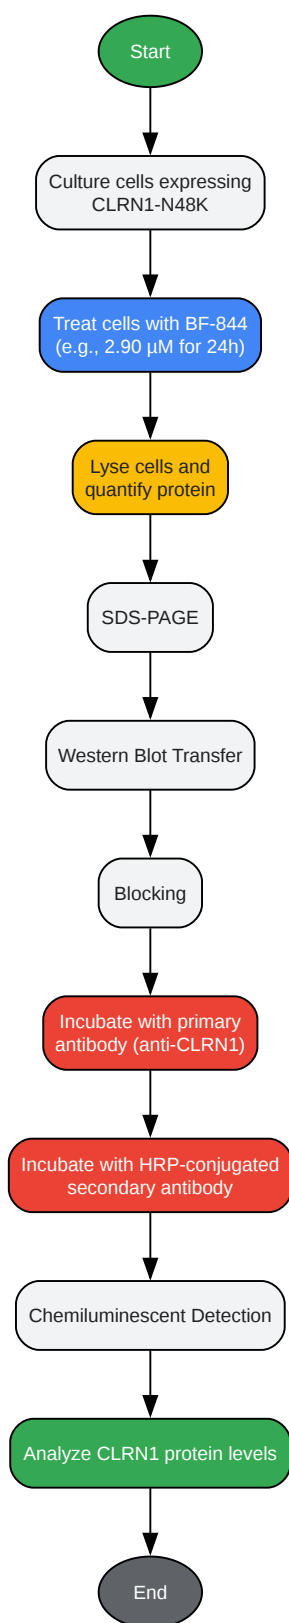 Start
Culture cells expressing
CLRN1-N48K
Treat cells with BF-844
(e.g., 2.90 µM for 24h)
Lyse cells and
quantify protein
SDS-PAGE
Western Blot Transfer
Blocking
Incubate with primary
antibody (anti-CLRN1)
Incubate with HRP-conjugated
secondary antibody
Chemiluminescent Detection
Analyze CLRN1 protein levels
End